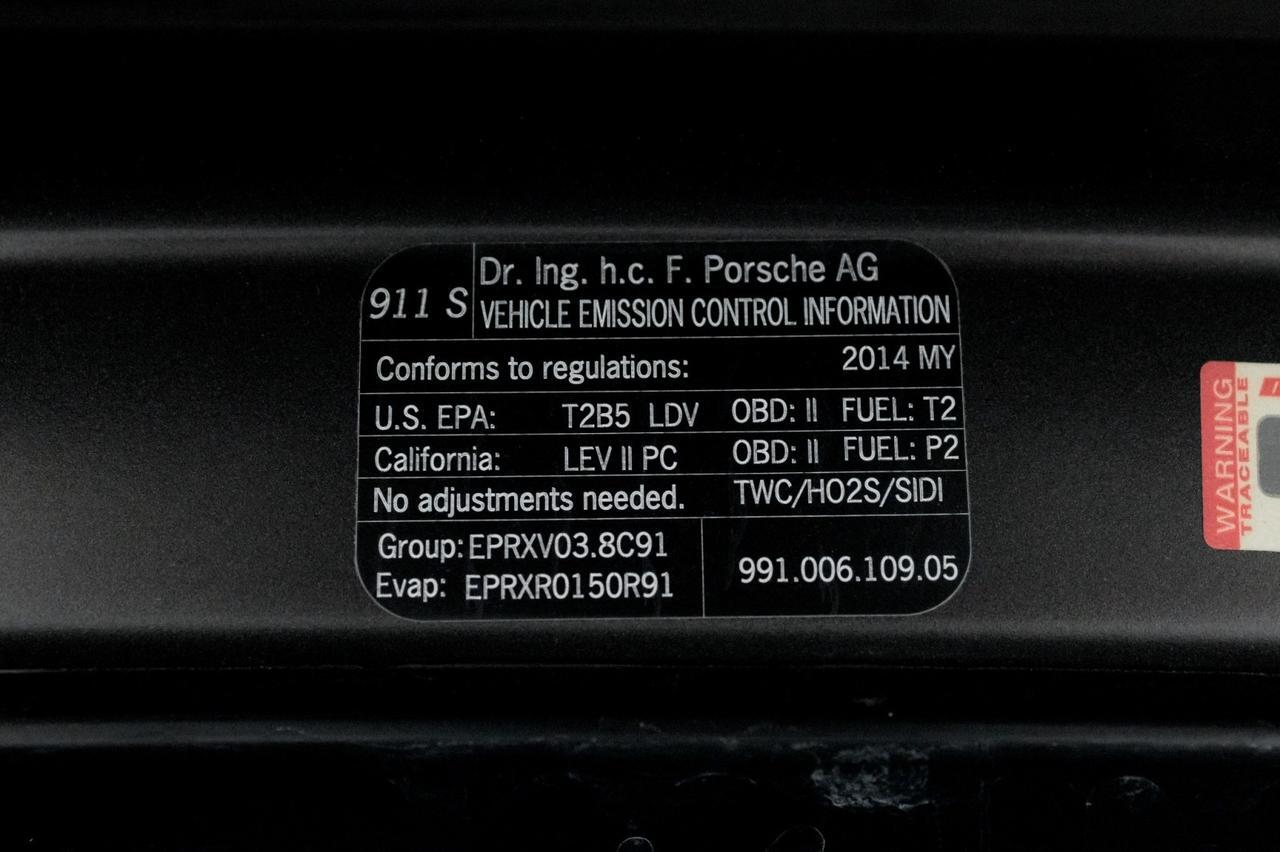 911 S
Dr. Ing. h.c. F. Porsche AG
VEHICLE EMISSION CONTROL INFORMATION
Conforms to regulations: 2014 MY
U.S. EPA: T2B5 LDV OBD: II FUEL: T2
California: LEV II PC OBD: II FUEL: P2
No adjustments needed. TWC/HO2S/SIDI
Group: EPRXV03.8C91
Evap: EPRXR0150R91
991.006.109.05
WARNING
TRACEABLE